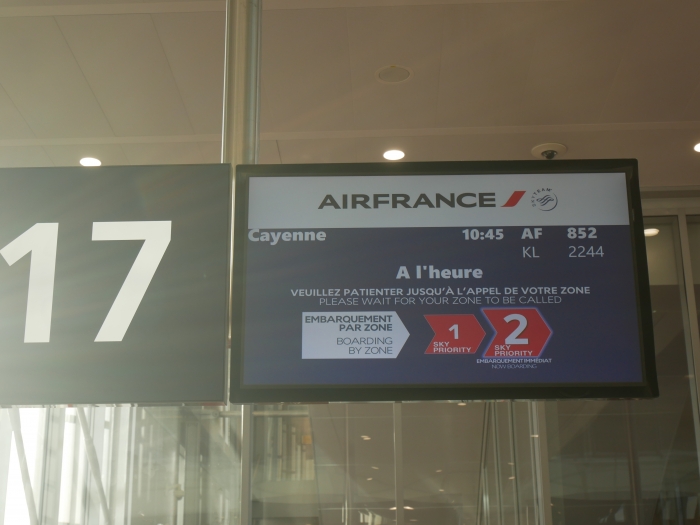 17
AIRFRANCE
SKYTEAM
Cayenne 10:45 AF 852
KL 2244
A l'heure
VEUILLEZ PATIENTER JUSQU'À L'APPEL DE VOTRE ZONE
PLEASE WAIT FOR YOUR ZONE TO BE CALLED
EMBARQUEMENT
PAR ZONE
BOARDING
BY ZONE
1
SKY
PRIORITY
2
SKY
PRIORITY
EMBARQUEMENT IMMÉDIAT
NOW BOARDING